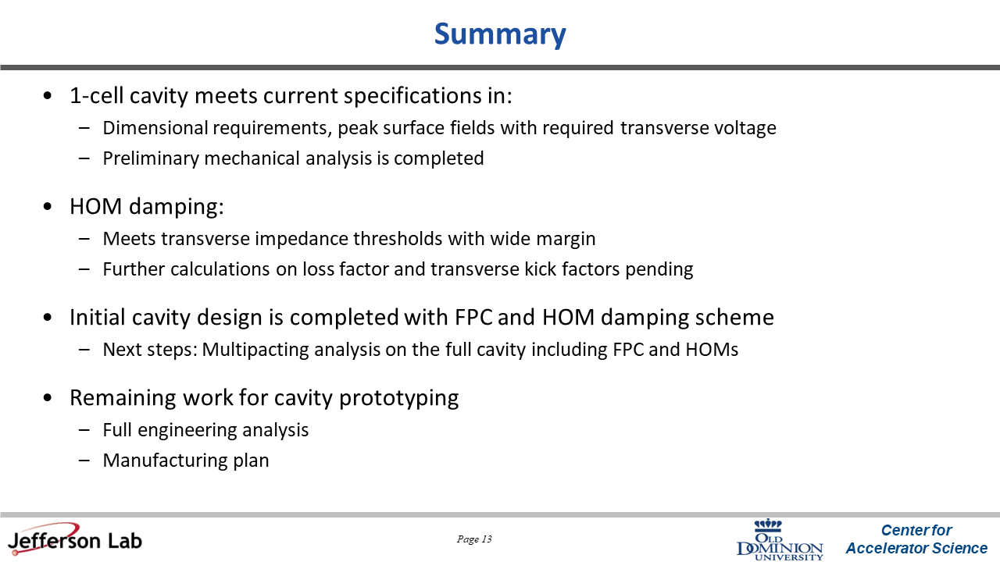 Summary
• 1-cell cavity meets current specifications in:
– Dimensional requirements, peak surface fields with required transverse voltage
– Preliminary mechanical analysis is completed
• HOM damping:
– Meets transverse impedance thresholds with wide margin
– Further calculations on loss factor and transverse kick factors pending
• Initial cavity design is completed with FPC and HOM damping scheme
– Next steps: Multipacting analysis on the full cavity including FPC and HOMs
• Remaining work for cavity prototyping
– Full engineering analysis
– Manufacturing plan
Jefferson Lab
Page 13
OLD
DOMINION
UNIVERSITY
Center for
Accelerator Science